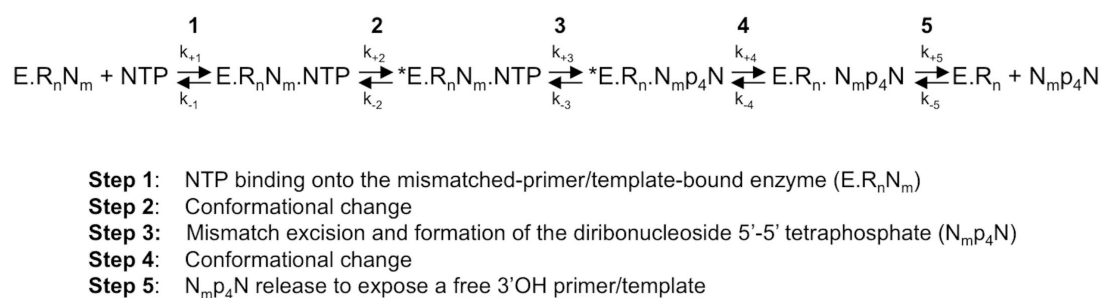 1 2 3 4 5
k+1 k+2 k+3 k+4 k+5
E.RnNm + NTP E.RnNm.NTP *E.RnNm.NTP *E.Rn.Nmp4N E.Rn. Nmp4N E.Rn + Nmp4N
k-1 k-2 k-3 k-4 k-5
Step 1: NTP binding onto the mismatched-primer/template-bound enzyme (E.RnNm)
Step 2: Conformational change
Step 3: Mismatch excision and formation of the diribonucleoside 5'-5' tetraphosphate (Nmp4N)
Step 4: Conformational change
Step 5: Nmp4N release to expose a free 3'OH primer/template